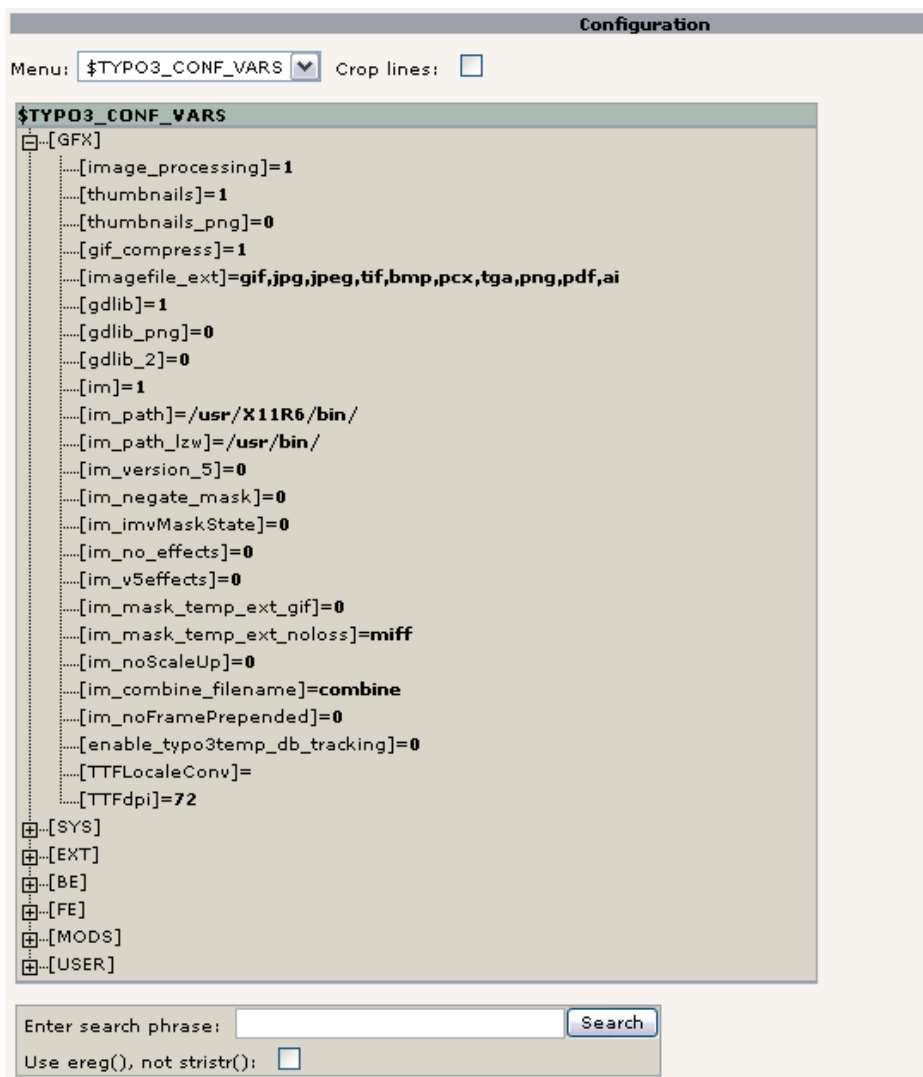 Configuration
Menu: $TYPO3_CONF_VARS Crop lines:
$TYPO3_CONF_VARS
[GFX]
[image_processing]=1
[thumbnails]=1
[thumbnails_png]=0
[gif_compress]=1
[imagefile_ext]=gif,jpg,jpeg,tif,bmp,pcx,tga,png,pdf,ai
[gdlib]=1
[gdlib_png]=0
[gdlib_2]=0
[im]=1
[im_path]=/usr/X11R6/bin/
[im_path_lzw]=/usr/bin/
[im_version_5]=0
[im_negate_mask]=0
[im_imvMaskState]=0
[im_no_effects]=0
[im_v5effects]=0
[im_mask_temp_ext_gif]=0
[im_mask_temp_ext_noloss]=miff
[im_noScaleUp]=0
[im_combine_filename]=combine
[im_noFramePrepended]=0
[enable_typo3temp_db_tracking]=0
[TTFLocaleConv]=
[TTFdpi]=72
[SYS]
[EXT]
[BE]
[FE]
[MODS]
[USER]
Enter search phrase: Search
Use ereg(), not stristr():